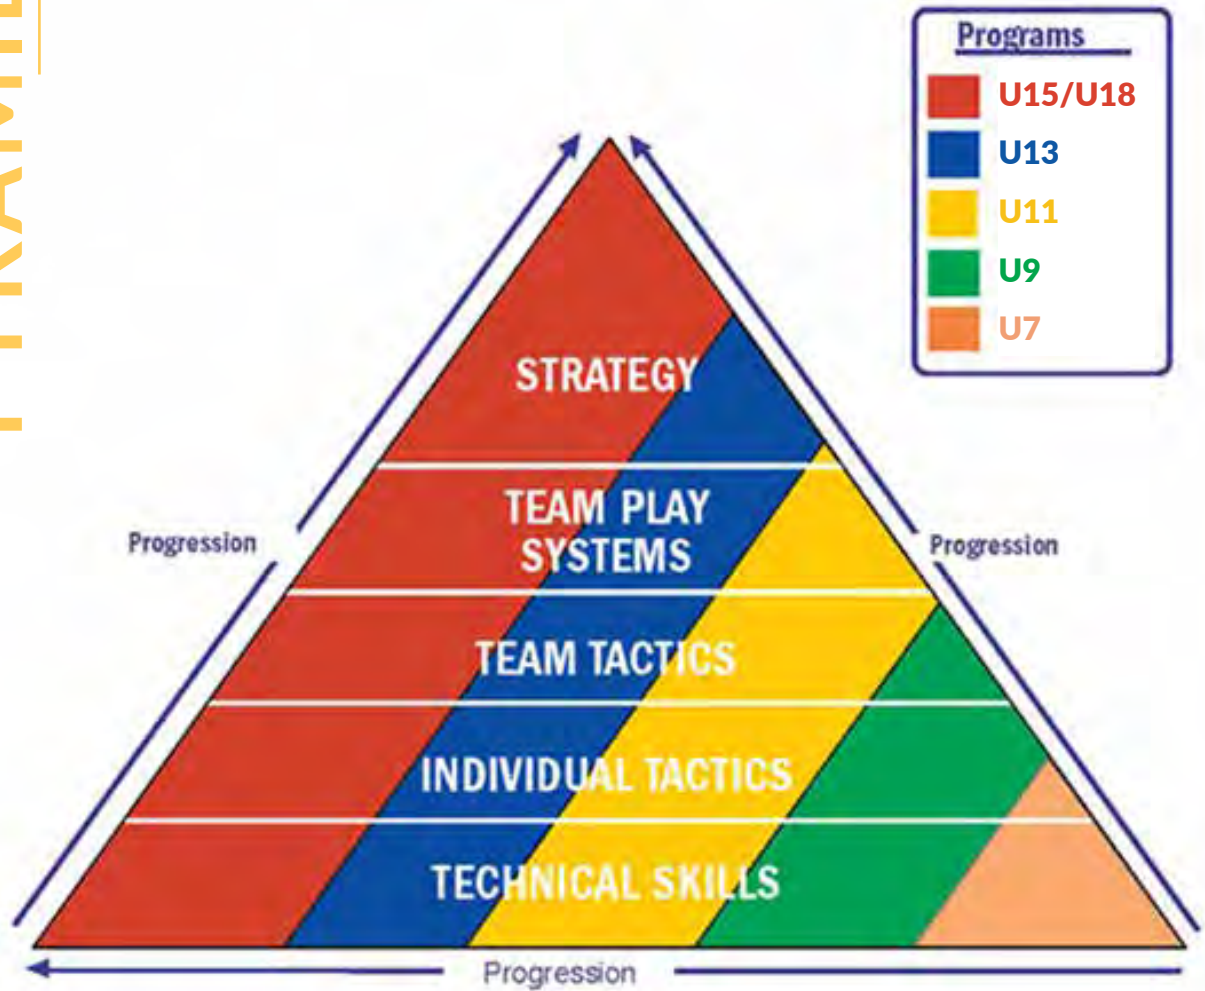 Programs
U15/U18
U13
U11
U9
U7
STRATEGY
TEAM PLAY
SYSTEMS
Progression
Progression
TEAM TACTICS
INDIVIDUAL TACTICS
TECHNICAL SKILLS
Progression